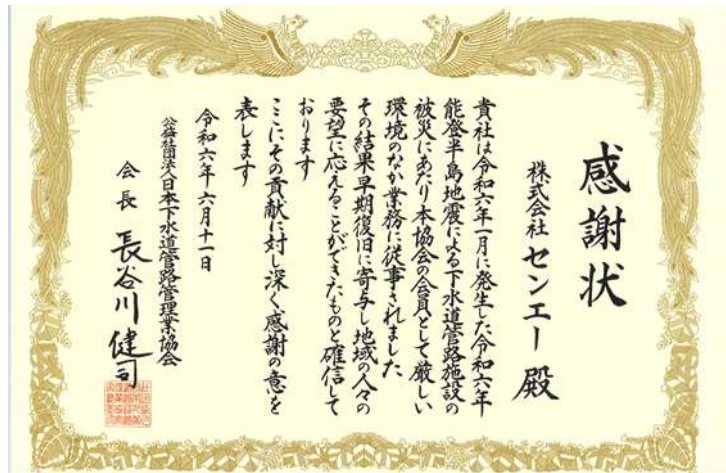 感謝状
株式会社 センエー 殿
貴社は令和六年一月に発生した令和六年
能登半島地震による下水道管路施設の
被災にあたり本協会の会員として厳しい
環境のなか業務に従事されました
その結果早期復旧に寄与し地域の人々の
要望に応えることができたものと確信して
おります
ここにその貢献に対し深く感謝の意を
表します
令和六年六月十一日
公益社団法人日本下水道管路管理業協会
会長 長谷川健司